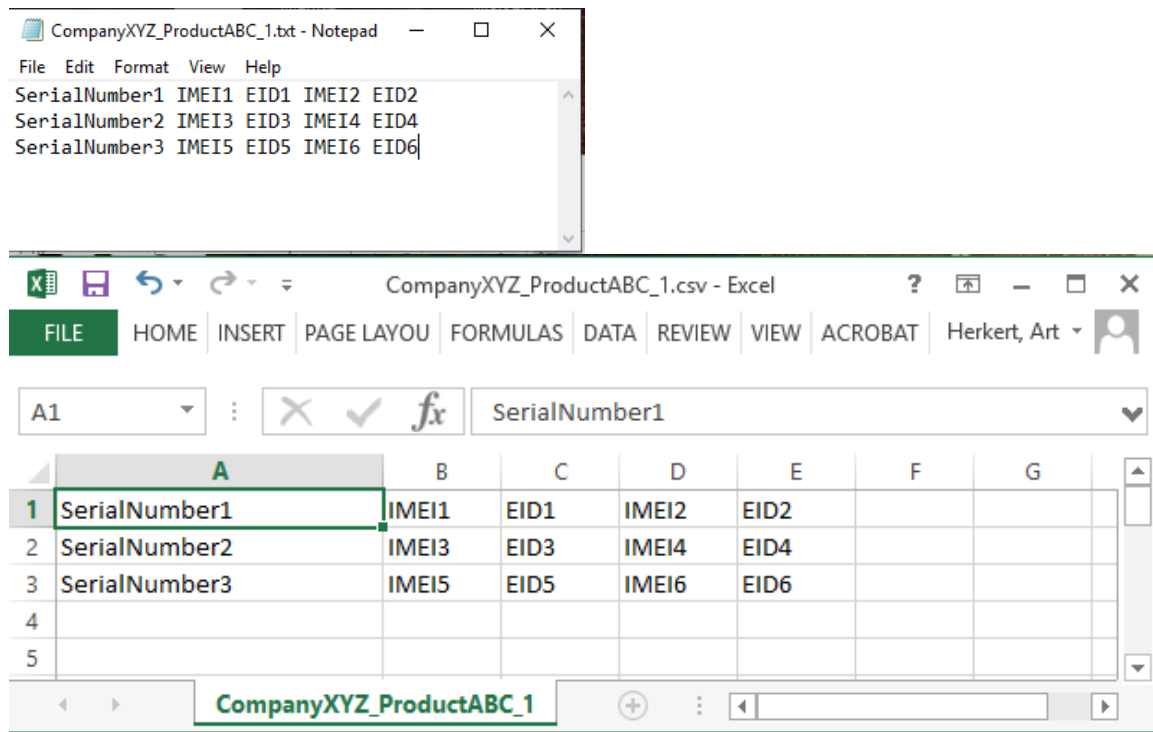 CompanyXYZ_ProductABC_1.txt - Notepad
File Edit Format View Help
SerialNumber1 IMEI1 EID1 IMEI2 EID2
SerialNumber2 IMEI3 EID3 IMEI4 EID4
SerialNumber3 IMEI5 EID5 IMEI6 EID6
CompanyXYZ_ProductABC_1.csv - Excel ?
FILE HOME INSERT PAGE LAYOU FORMULAS DATA REVIEW VIEW ACROBAT Herkert, Art
A1 fx SerialNumber1
A B C D E F G
1 SerialNumber1 IMEI1 EID1 IMEI2 EID2
2 SerialNumber2 IMEI3 EID3 IMEI4 EID4
3 SerialNumber3 IMEI5 EID5 IMEI6 EID6
4
5
CompanyXYZ_ProductABC_1